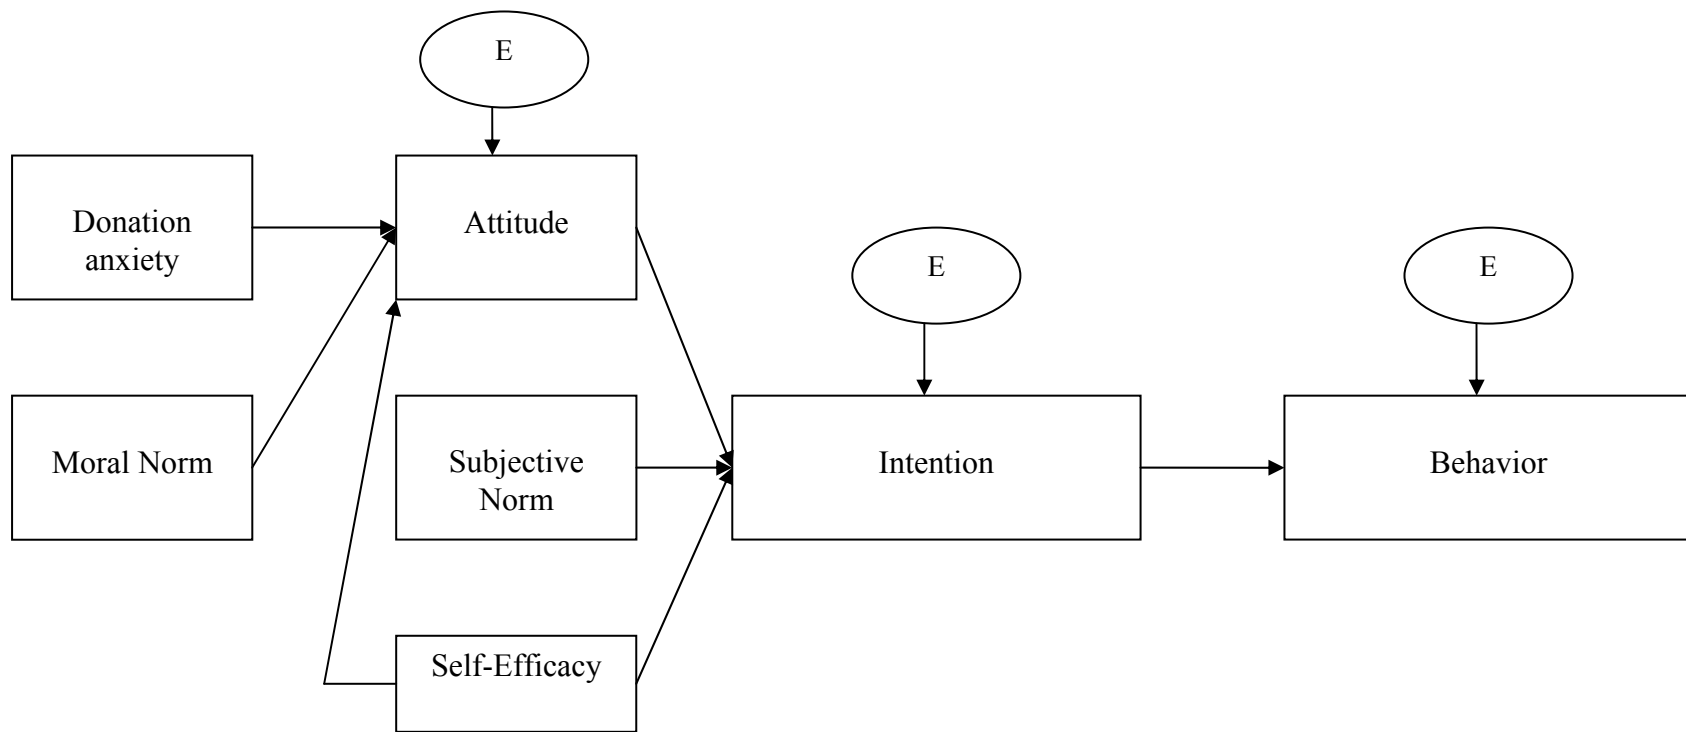 E
Donation
anxiety
Attitude
E
E
Moral Norm
Subjective
Norm
Intention
Behavior
Self-Efficacy